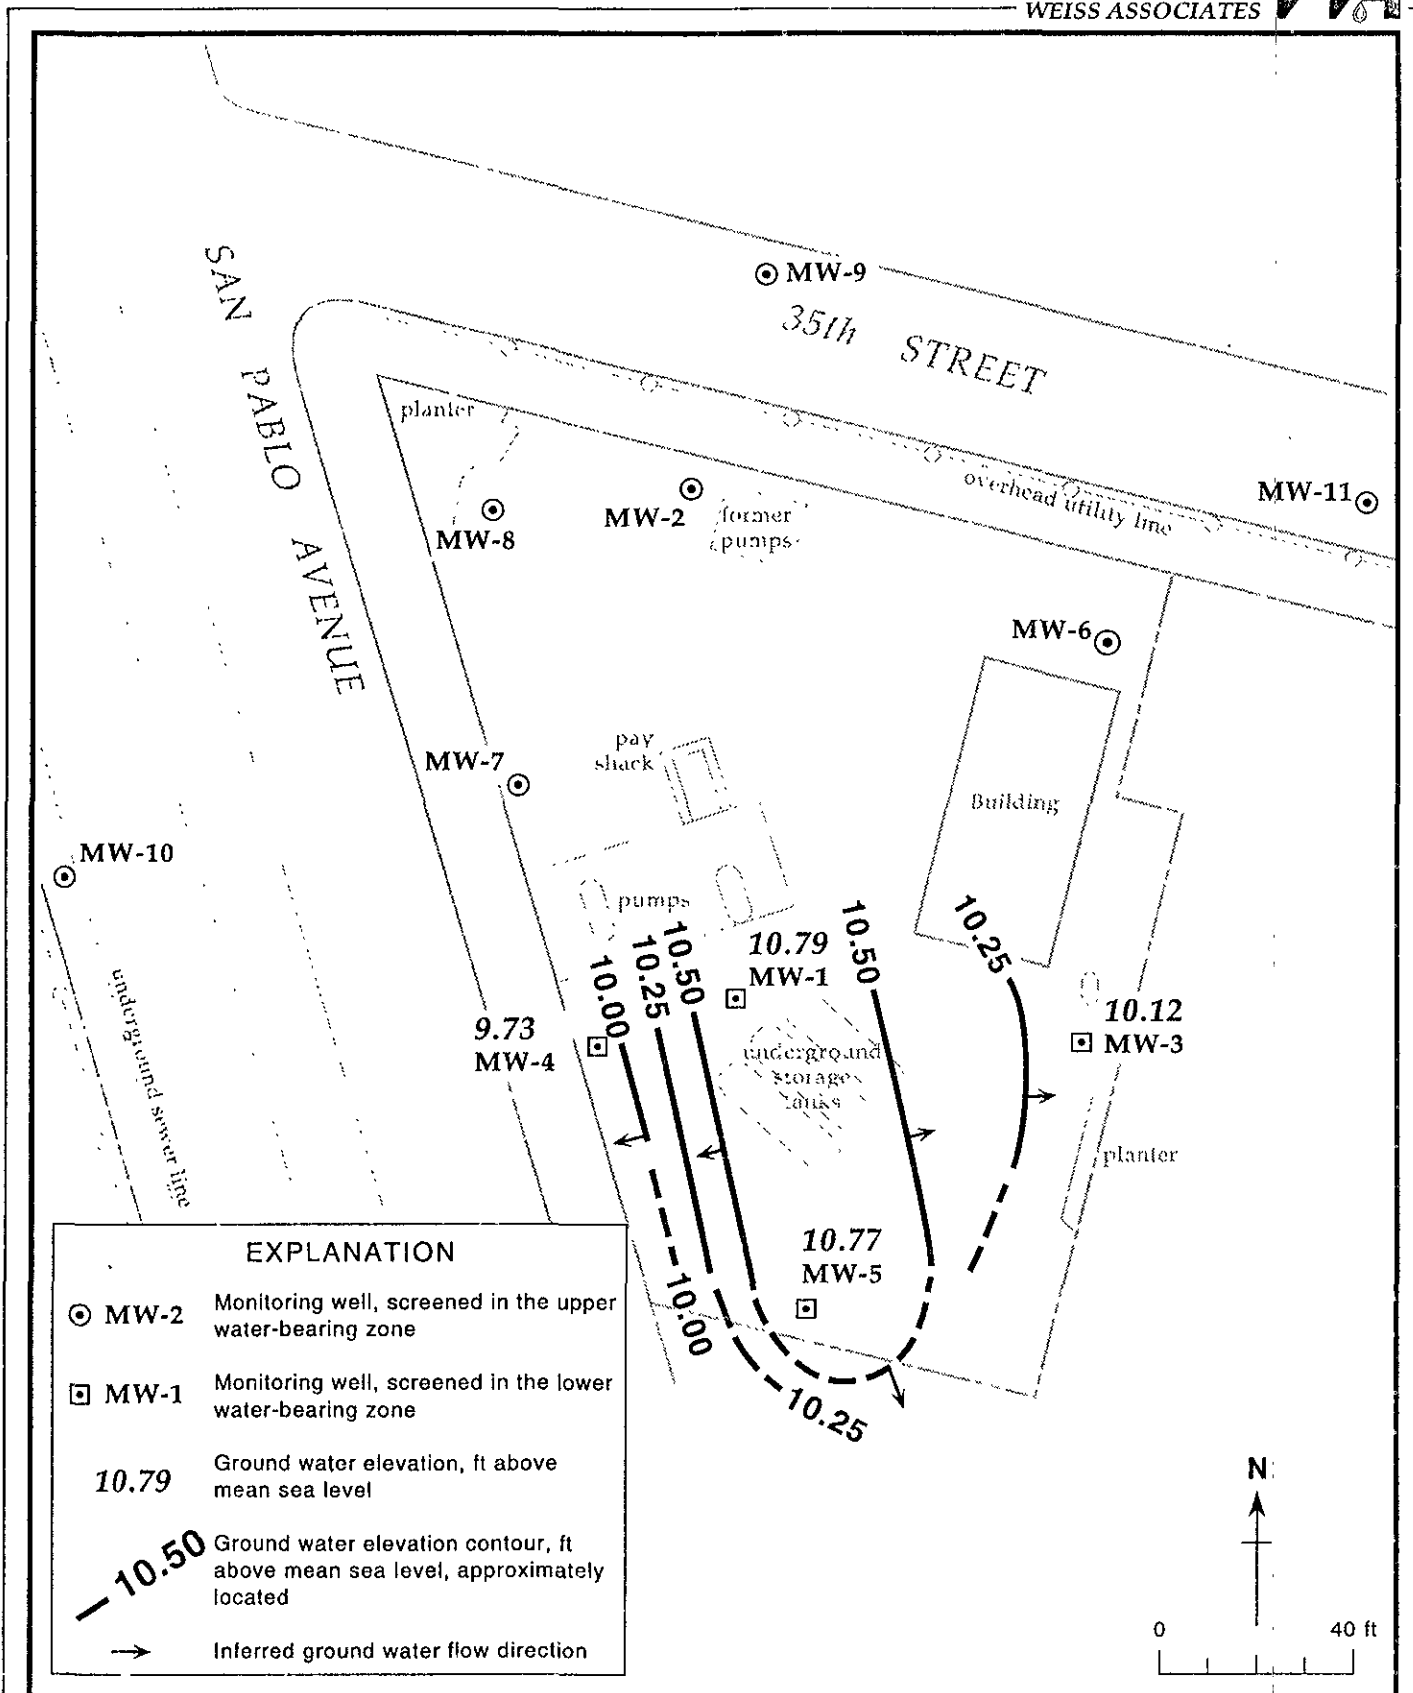 WEISS ASSOCIATES
MW-9
35th STREET
SAN PABLO AVENUE
planter
MW-8
MW-2
former
pumps
overhead utility line
MW-11
MW-6
MW-7
pay
shack
Building
MW-10
pumps
10.00
10.25
10.50
10.79
MW-1
10.50
10.25
9.73
MW-4
10.12
MW-3
underground
storage
tanks
underground sewer line
planter
10.77
MW-5
10.00
10.25
EXPLANATION
MW-2 Monitoring well, screened in the upper
water-bearing zone
MW-1 Monitoring well, screened in the lower
water-bearing zone
10.79 Ground water elevation, ft above
mean sea level
10.50 Ground water elevation contour, ft
above mean sea level, approximately
located
Inferred ground water flow direction
N
0 40 ft